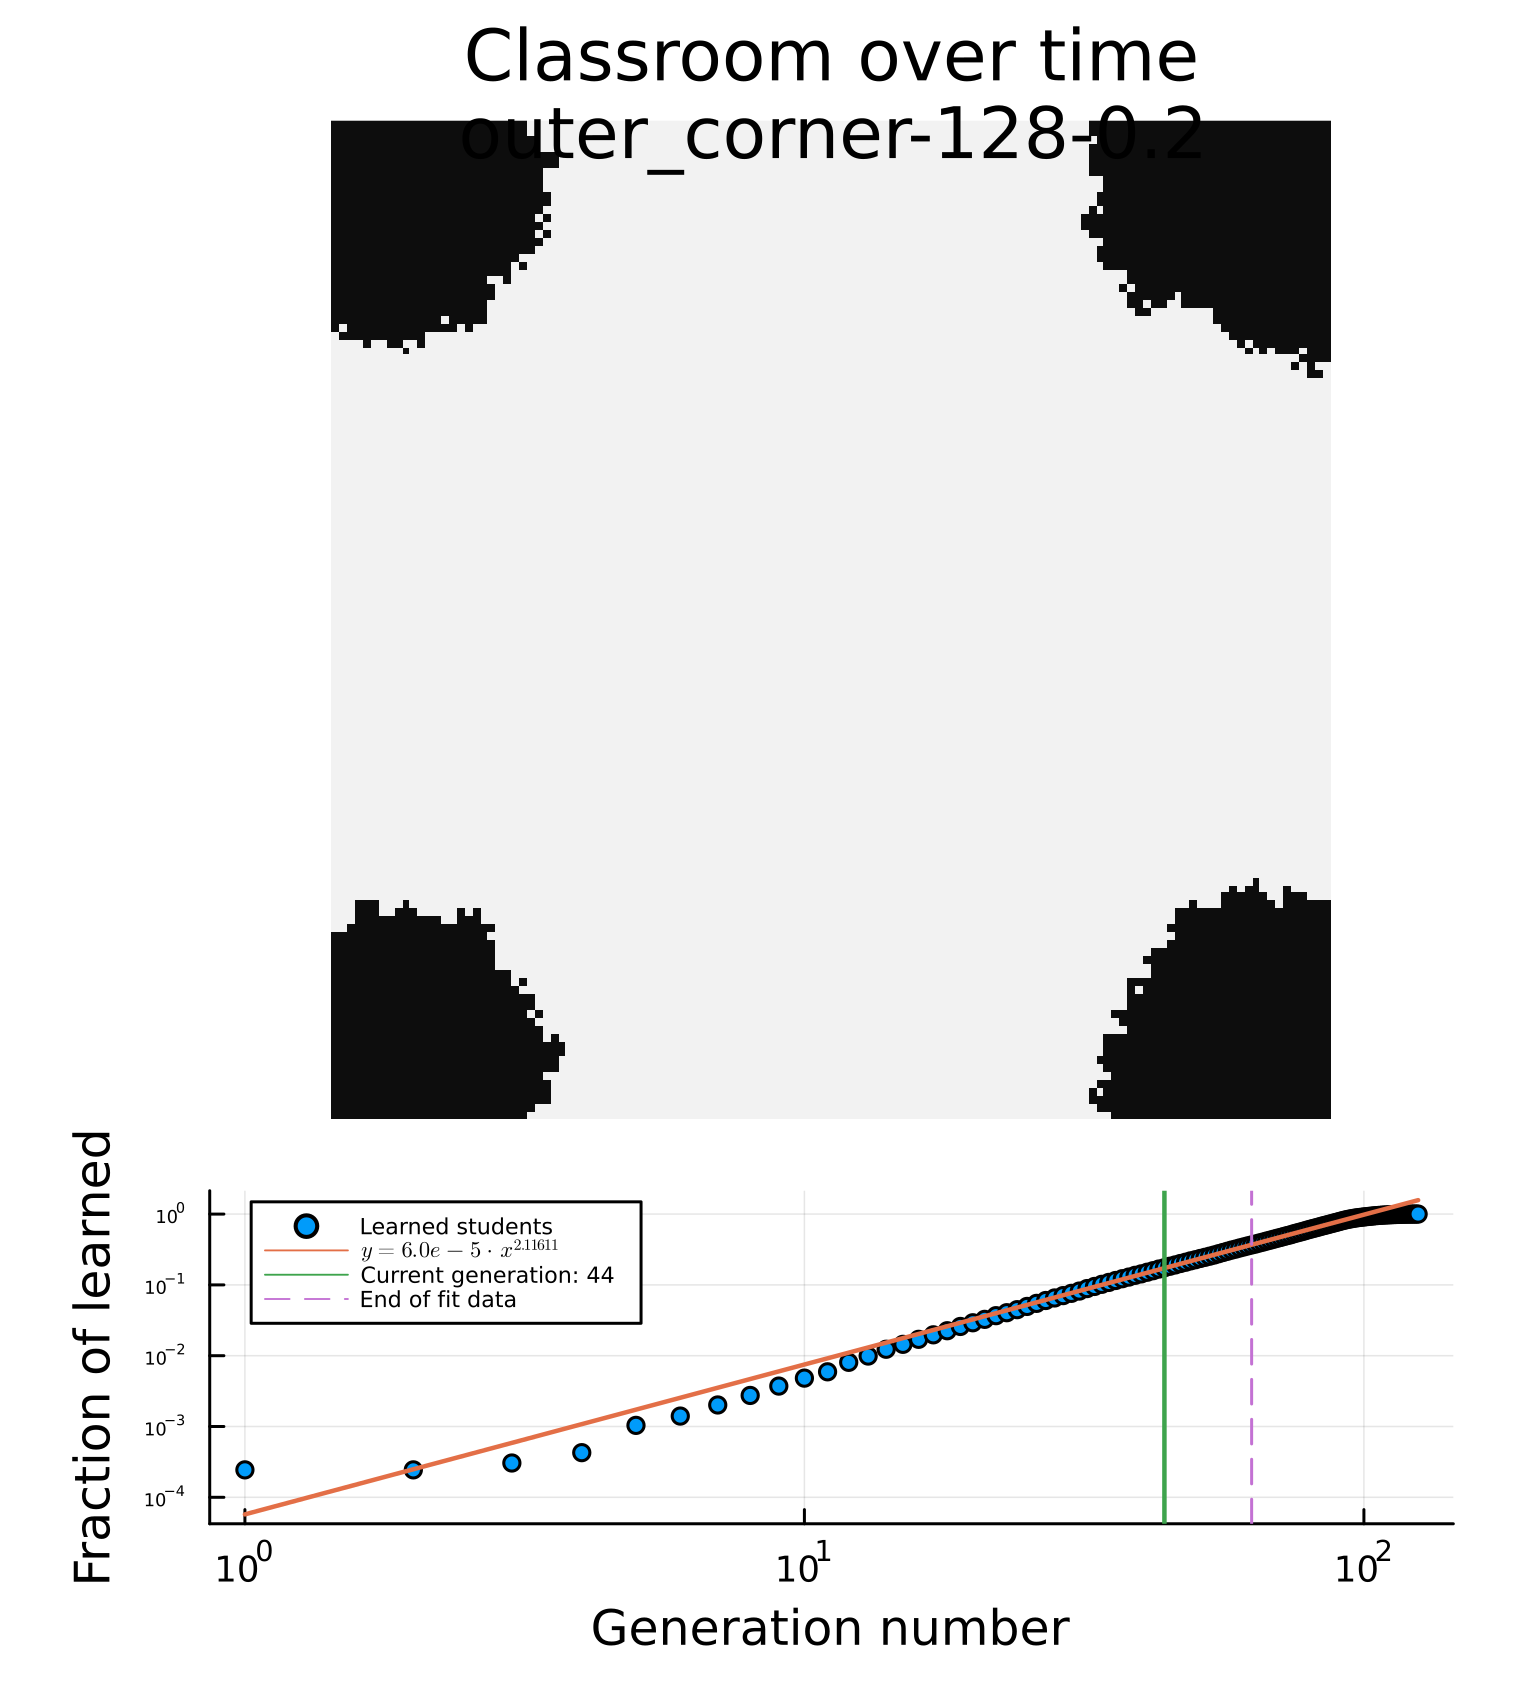 Classroom over time
outer_corner-128-0.2
Fraction of learned
10^0
10^-1
10^-2
10^-3
10^-4
Learned students
y = 6.0e − 5 · x^2.11611
Current generation: 44
End of fit data
10^0 10^1 10^2
Generation number